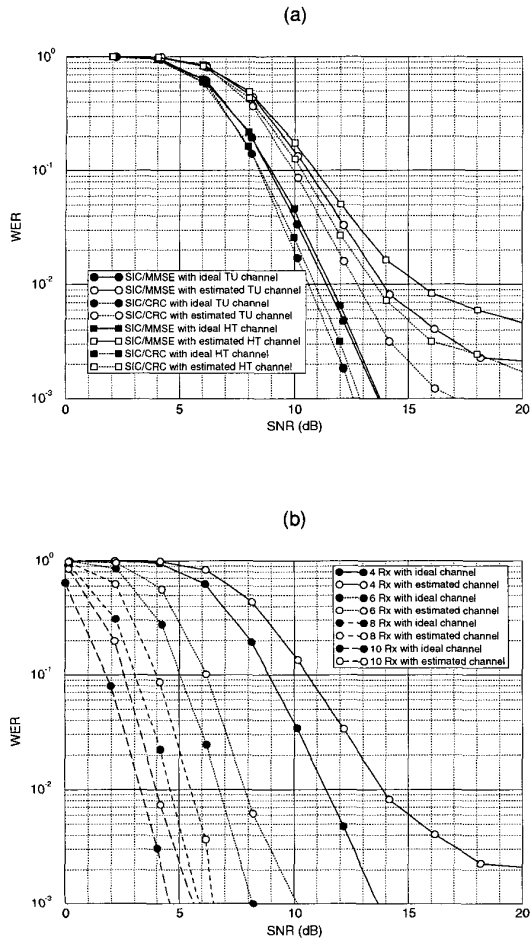 (a)
10^0
10^-1
10^-2
10^-3
WER
SIC/MMSE with ideal TU channel
SIC/MMSE with estimated TU channel
SIC/CRC with ideal TU channel
SIC/CRC with estimated TU channel
SIC/MMSE with ideal HT channel
SIC/MMSE with estimated HT channel
SIC/CRC with ideal HT channel
SIC/CRC with estimated HT channel
0 5 10 15 20
SNR (dB)
(b)
10^0
10^-1
10^-2
10^-3
WER
4 Rx with ideal channel
4 Rx with estimated channel
6 Rx with ideal channel
6 Rx with estimated channel
8 Rx with ideal channel
8 Rx with estimated channel
10 Rx with ideal channel
10 Rx with estimated channel
0 5 10 15 20
SNR (dB)